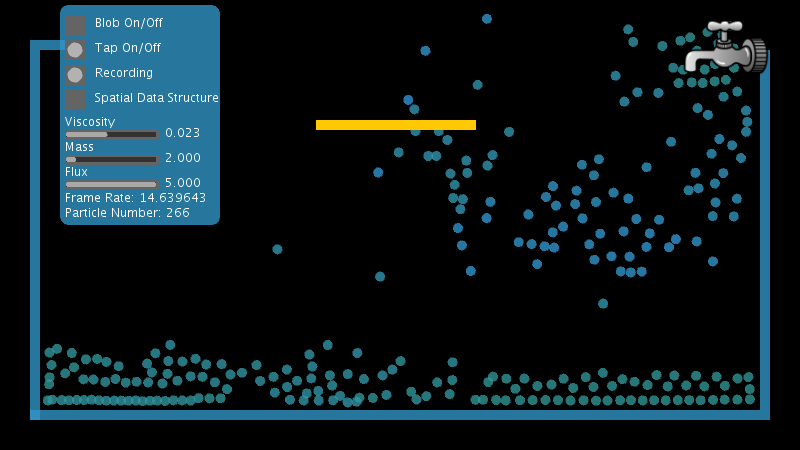 Blob On/Off
Tap On/Off
Recording
Spatial Data Structure
Viscosity
0.023
Mass
2.000
Flux
5.000
Frame Rate: 14.639643
Particle Number: 266